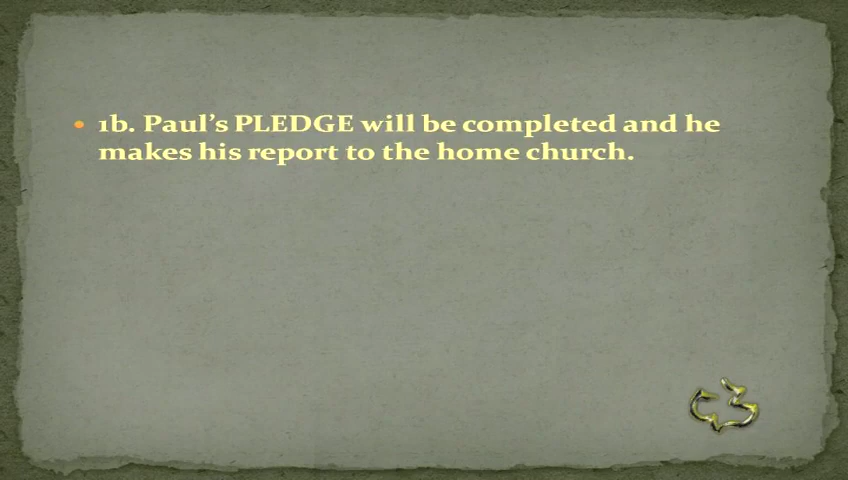 • 1b. Paul's PLEDGE will be completed and he
makes his report to the home church.